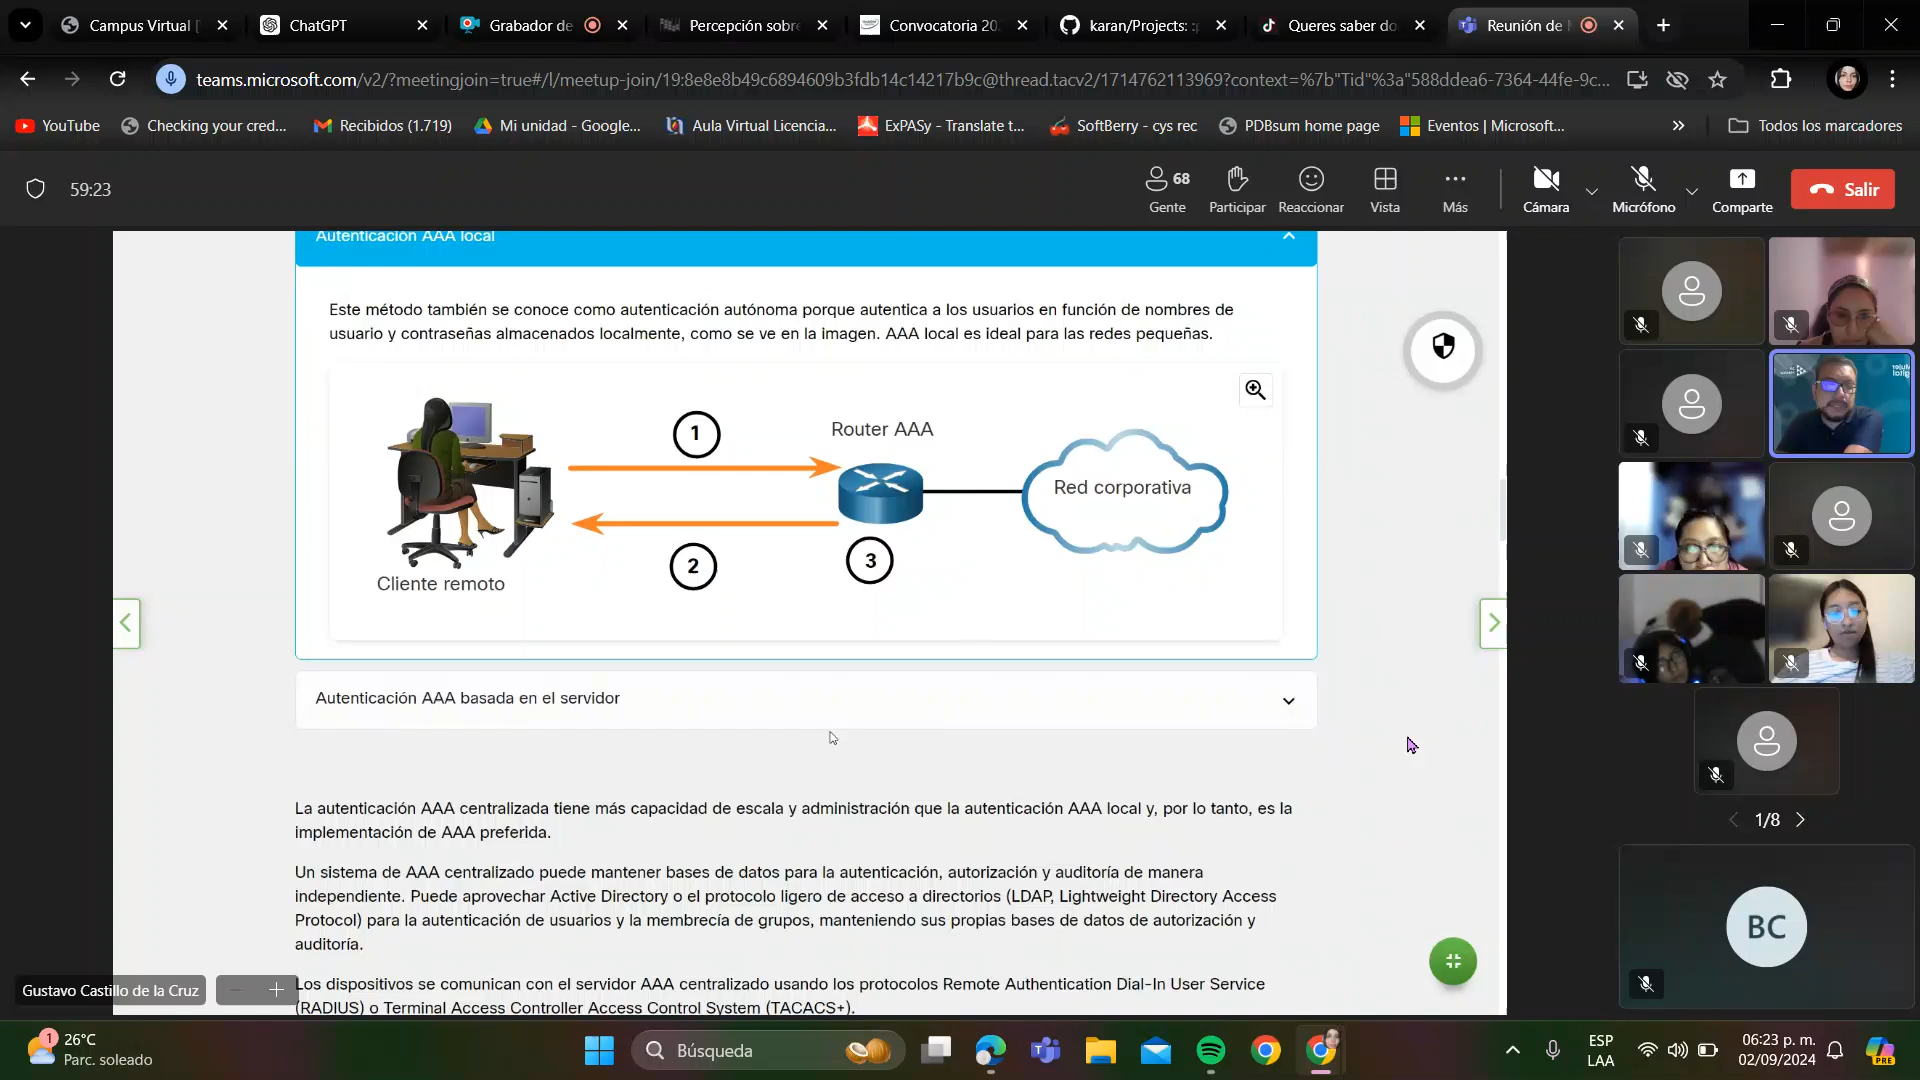 Campus Virtual [
ChatGPT
Grabador de
Percepción sobre
Convocatoria 20
karan/Projects: :p
Queres saber do
Reunión de
teams.microsoft.com/v2/?meetingjoin=true#/l/meetup-join/19:8e8e8b49c6894609b3fdb14c14217b9c@thread.tacv2/1714762113969?context=%7b"Tid"%3a"588ddea6-7364-44fe-9c...
YouTube
Checking your cred...
Recibidos (1.719)
Mi unidad - Google...
Aula Virtual Licencia...
ExPASy - Translate t...
SoftBerry - cys rec
PDBsum home page
Eventos | Microsoft...
»
Todos los marcadores
59:23
68
Gente
Participar
Reaccionar
Vista
Más
Cámara
Micrófono
Comparte
Salir
Autenticación AAA local
Este método también se conoce como autenticación autónoma porque autentica a los usuarios en función de nombres de
usuario y contraseñas almacenados localmente, como se ve en la imagen. AAA local es ideal para las redes pequeñas.
1
Router AAA
Red corporativa
2
3
Cliente remoto
Autenticación AAA basada en el servidor
La autenticación AAA centralizada tiene más capacidad de escala y administración que la autenticación AAA local y, por lo tanto, es la
implementación de AAA preferida.
Un sistema de AAA centralizado puede mantener bases de datos para la autenticación, autorización y auditoría de manera
independiente. Puede aprovechar Active Directory o el protocolo ligero de acceso a directorios (LDAP, Lightweight Directory Access
Protocol) para la autenticación de usuarios y la membrecía de grupos, manteniendo sus propias bases de datos de autorización y
auditoría.
Los dispositivos se comunican con el servidor AAA centralizado usando los protocolos Remote Authentication Dial-In User Service
(RADIUS) o Terminal Access Controller Access Control System (TACACS+).
Gustavo Castillo de la Cruz
1/8
BC
1
26°C
Parc. soleado
Búsqueda
ESP
LAA
06:23 p. m.
02/09/2024
PRE